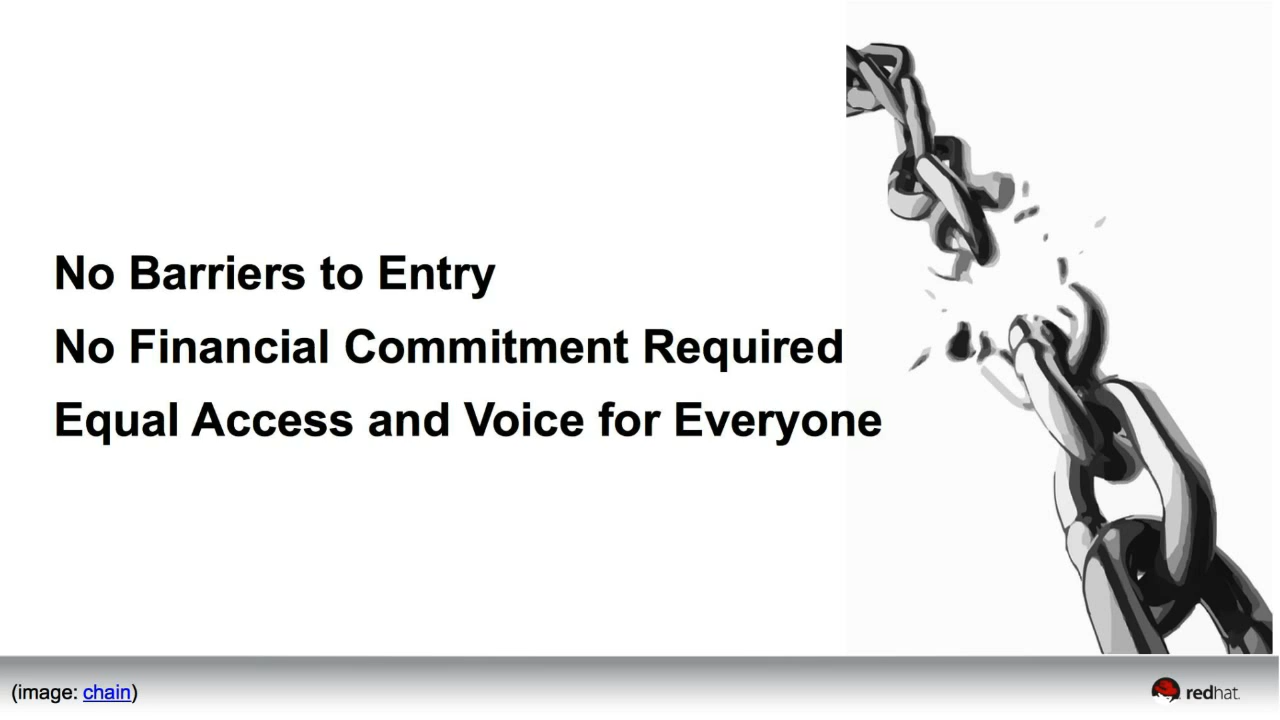 No Barriers to Entry
No Financial Commitment Required
Equal Access and Voice for Everyone
(image: chain)
redhat.